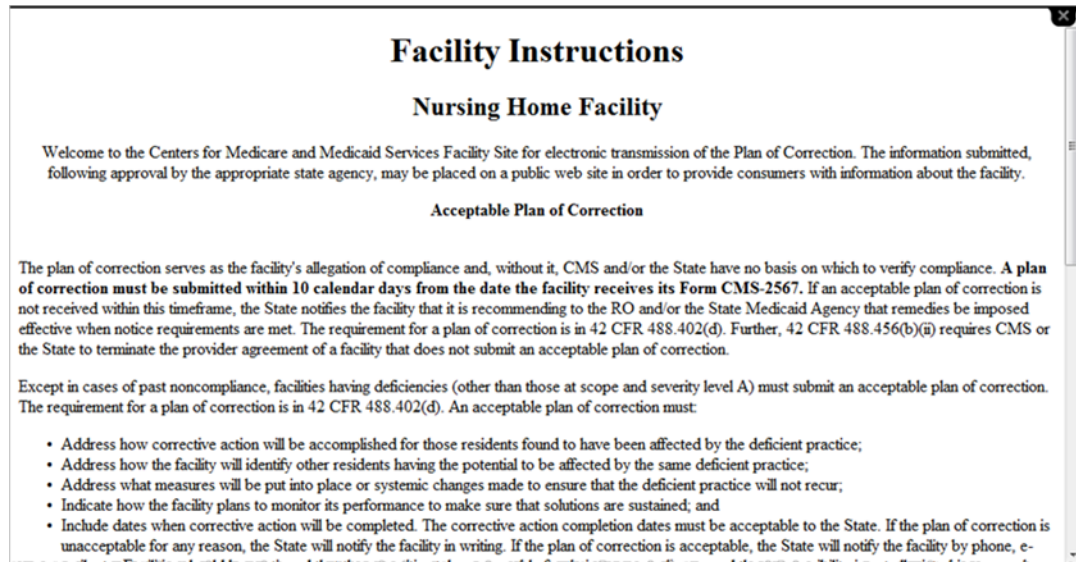 Facility Instructions
Nursing Home Facility
Welcome to the Centers for Medicare and Medicaid Services Facility Site for electronic transmission of the Plan of Correction. The information submitted,
following approval by the appropriate state agency, may be placed on a public web site in order to provide consumers with information about the facility.
Acceptable Plan of Correction
The plan of correction serves as the facility's allegation of compliance and, without it, CMS and/or the State have no basis on which to verify compliance. A plan
of correction must be submitted within 10 calendar days from the date the facility receives its Form CMS-2567. If an acceptable plan of correction is
not received within this timeframe, the State notifies the facility that it is recommending to the RO and/or the State Medicaid Agency that remedies be imposed
effective when notice requirements are met. The requirement for a plan of correction is in 42 CFR 488.402(d). Further, 42 CFR 488.456(b)(ii) requires CMS or
the State to terminate the provider agreement of a facility that does not submit an acceptable plan of correction.
Except in cases of past noncompliance, facilities having deficiencies (other than those at scope and severity level A) must submit an acceptable plan of correction.
The requirement for a plan of correction is in 42 CFR 488.402(d). An acceptable plan of correction must:
• Address how corrective action will be accomplished for those residents found to have been affected by the deficient practice;
• Address how the facility will identify other residents having the potential to be affected by the same deficient practice;
• Address what measures will be put into place or systemic changes made to ensure that the deficient practice will not recur;
• Indicate how the facility plans to monitor its performance to make sure that solutions are sustained; and
• Include dates when corrective action will be completed. The corrective action completion dates must be acceptable to the State. If the plan of correction is
unacceptable for any reason, the State will notify the facility in writing. If the plan of correction is acceptable, the State will notify the facility by phone, e-